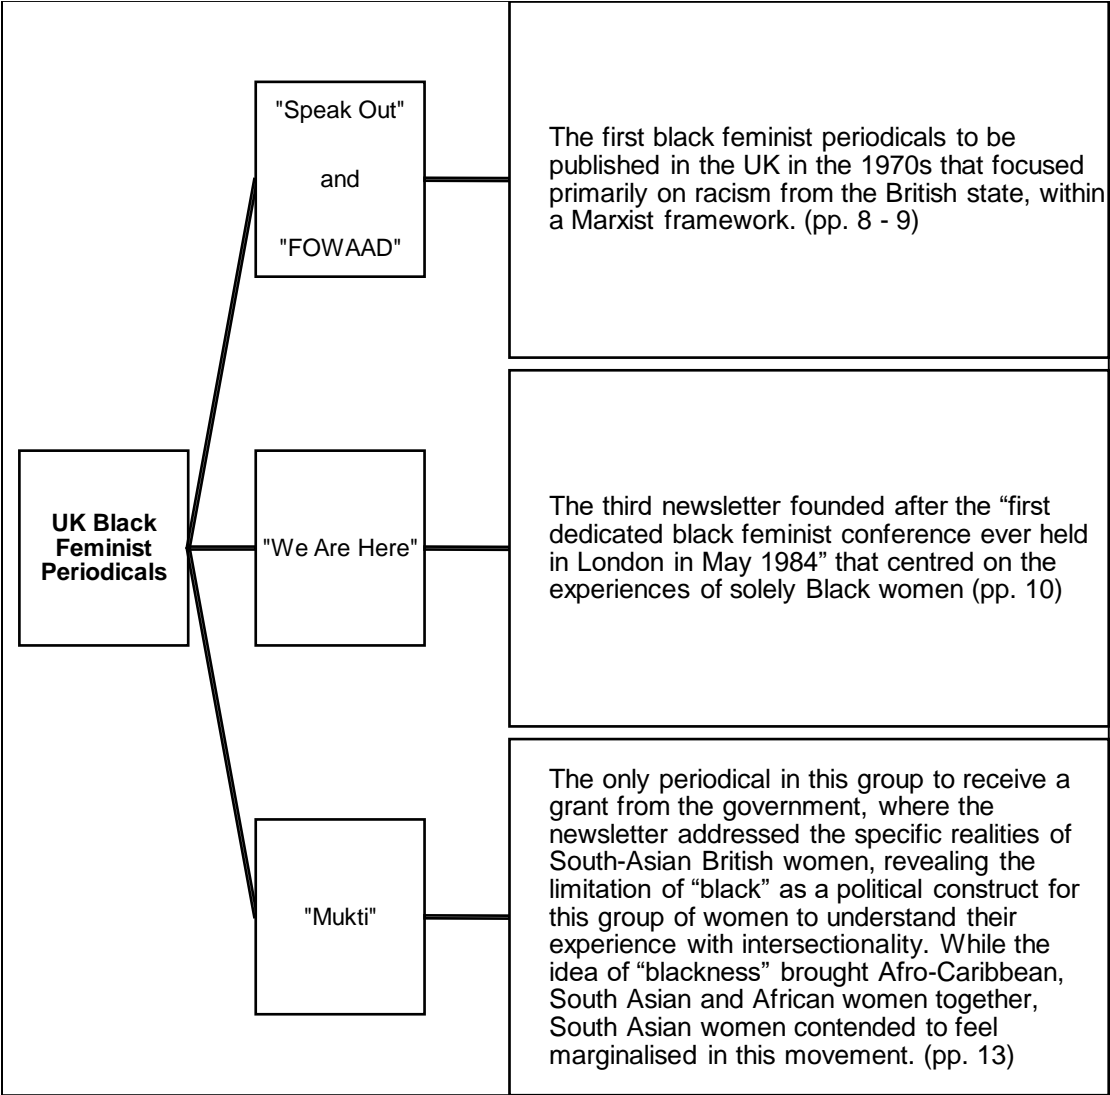 "Speak Out"
and
"FOWAAD"
The first black feminist periodicals to be
published in the UK in the 1970s that focused
primarily on racism from the British state, within
a Marxist framework. (pp. 8 - 9)
UK Black
Feminist
Periodicals
"We Are Here"
The third newsletter founded after the “first
dedicated black feminist conference ever held
in London in May 1984” that centred on the
experiences of solely Black women (pp. 10)
"Mukti"
The only periodical in this group to receive a
grant from the government, where the
newsletter addressed the specific realities of
South-Asian British women, revealing the
limitation of “black” as a political construct for
this group of women to understand their
experience with intersectionality. While the
idea of “blackness” brought Afro-Caribbean,
South Asian and African women together,
South Asian women contended to feel
marginalised in this movement. (pp. 13)